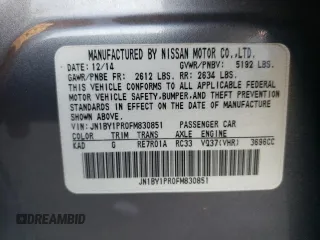 MANUFACTURED BY NISSAN MOTOR CO.,LTD.
DATE: 12/14 GVWR/PNBV: 5192 LBS.
GAWR/PNBE FR: 2612 LBS. RR: 2634 LBS.
THIS VEHICLE CONFORMS TO ALL APPLICABLE
MOTOR VEHICLE SAFETY,BUMPER, AND THEFT PREVENTION
STANDARDS IN EFFECT ON THE DATE OF MANUFACTURE
SHOWN ABOVE.
VIN: JN1BY1PR0FM830851 PASSENGER CAR
COLOR TRIM TRANS AXLE ENGINE
KAD G RE7R01A RC33 VQ37(VHR) 3696CC
JN1BY1PR0FM830851
AUTOBIDMID